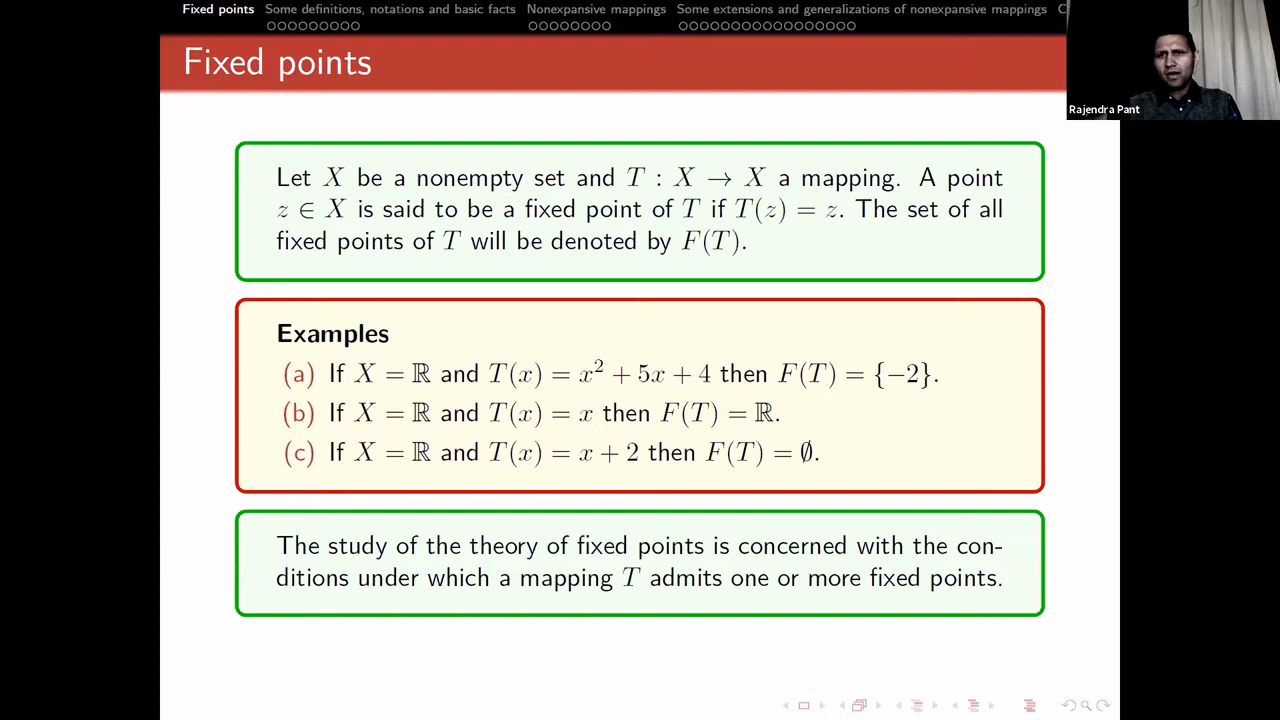 Fixed points Some definitions, notations and basic facts Nonexpansive mappings Some extensions and generalizations of nonexpansive mappings C
Fixed points
Rajendra Pant
Let X be a nonempty set and T : X → X a mapping. A point
z ∈ X is said to be a fixed point of T if T(z) = z. The set of all
fixed points of T will be denoted by F(T).
Examples
(a) If X = ℝ and T(x) = x² + 5x + 4 then F(T) = {−2}.
(b) If X = ℝ and T(x) = x then F(T) = ℝ.
(c) If X = ℝ and T(x) = x + 2 then F(T) = ∅.
The study of the theory of fixed points is concerned with the con-
ditions under which a mapping T admits one or more fixed points.